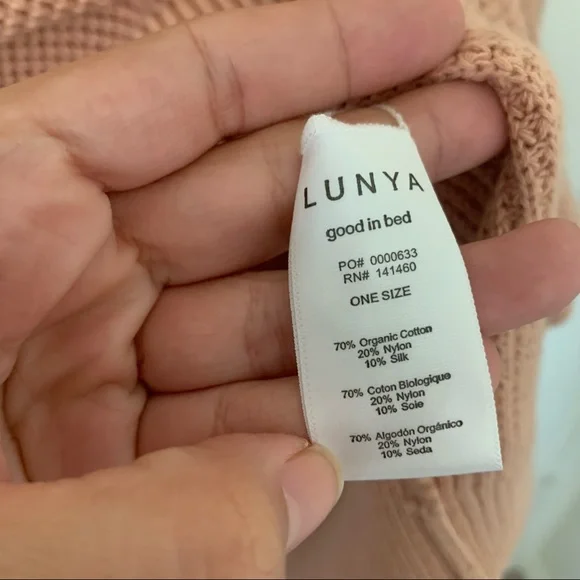 LUNYA
good in bed
PO# 0000633
RN# 141460
ONE SIZE
70% Organic Cotton
20% Nylon
10% Silk
70% Coton Biologique
20% Nylon
10% Soie
70% Algodón Orgánico
20% Nylon
10% Seda